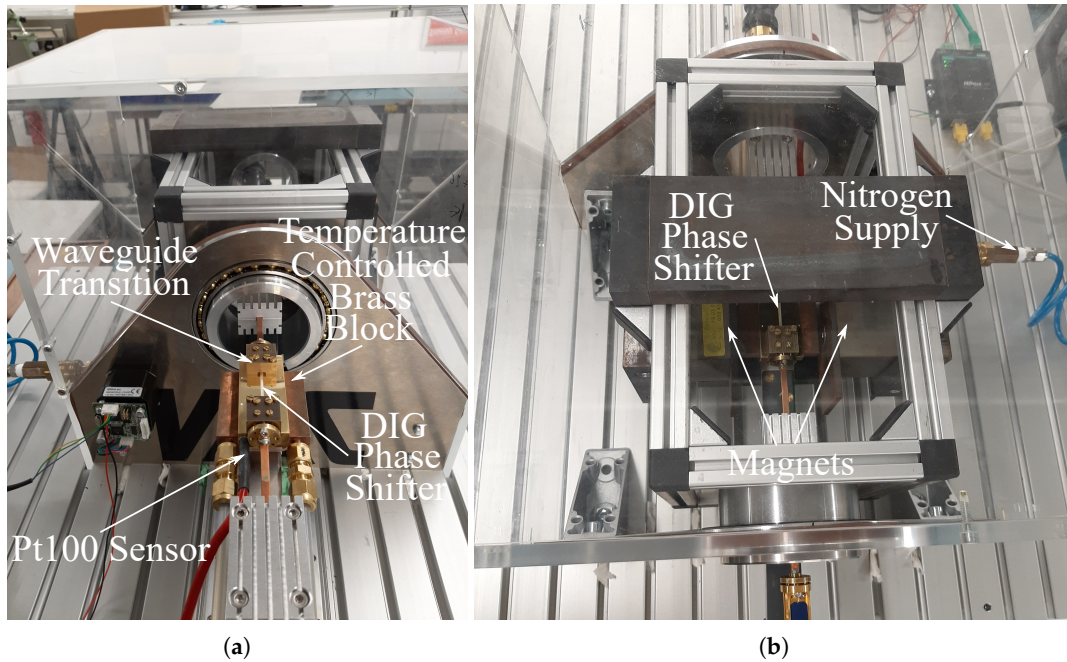 Waveguide
Transition
Temperature
Controlled
Brass
Block
DIG
Phase
Shifter
Pt100 Sensor
DIG
Phase
Shifter
Nitrogen
Supply
Magnets
(a)
(b)